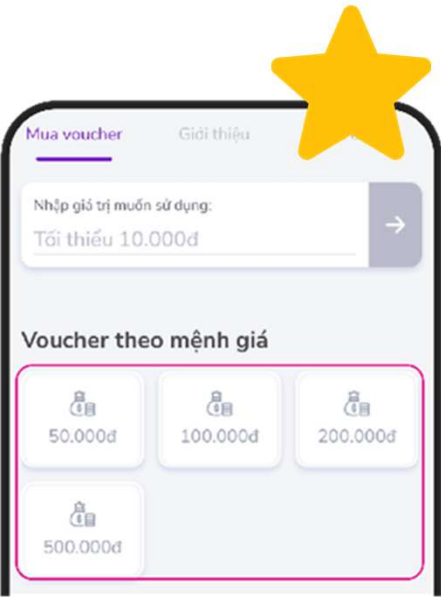 Mua voucher
Giới thiệu
Nhập giá trị muốn sử dụng:
Tối thiểu 10.000đ
Voucher theo mệnh giá
50.000đ
100.000đ
200.000đ
500.000đ